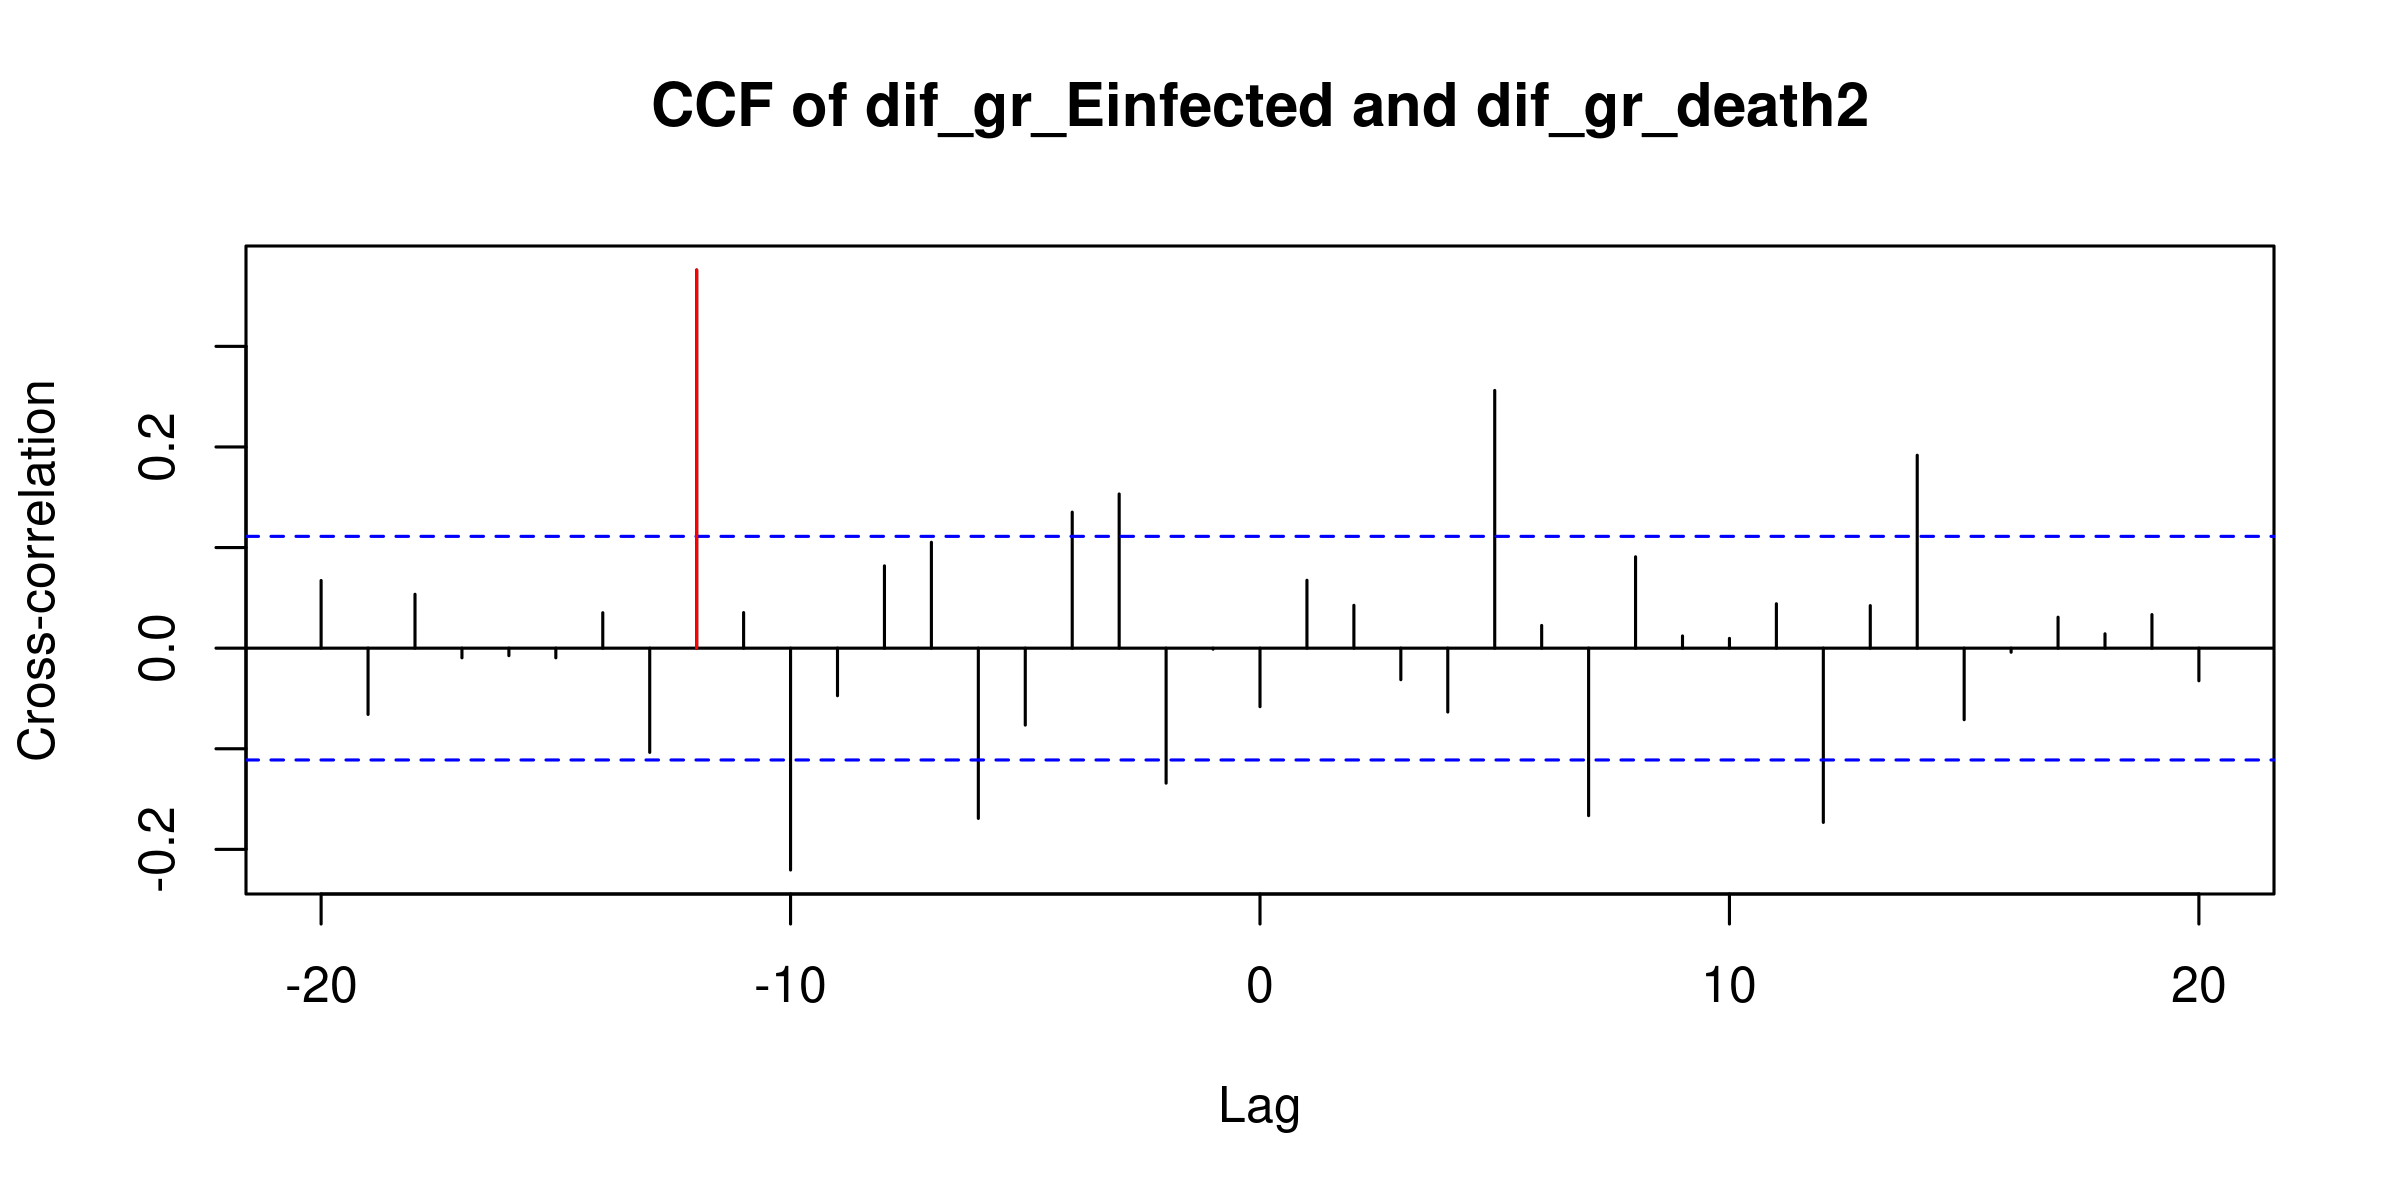 CCF of dif_gr_Einfected and dif_gr_death2
Cross-correlation
0.2
0.0
-0.2
-20 -10 0 10 20
Lag